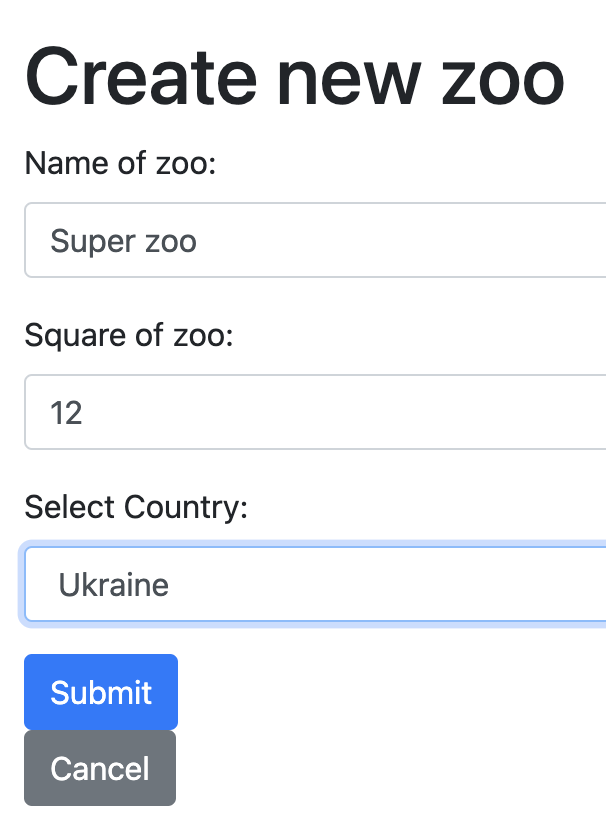 Create new zoo
Name of zoo:
Super zoo
Square of zoo:
12
Select Country:
Ukraine
Submit
Cancel